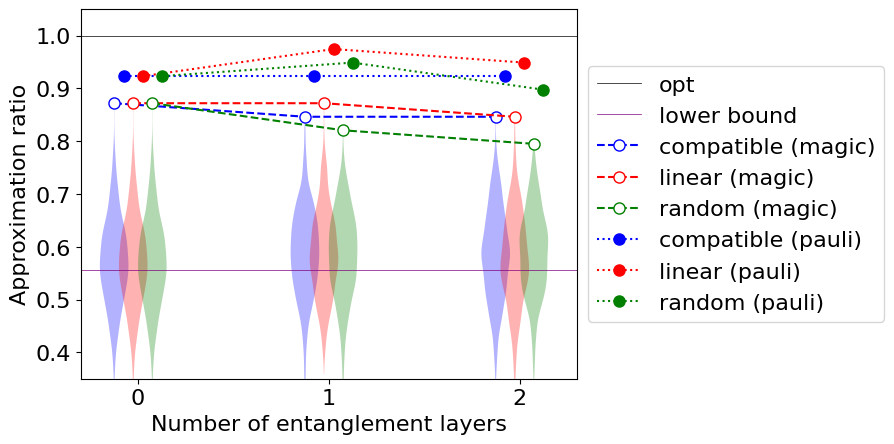 1.0
0.9
0.8
0.7
0.6
0.5
0.4
Approximation ratio
0
1
2
Number of entanglement layers
opt
lower bound
compatible (magic)
linear (magic)
random (magic)
compatible (pauli)
linear (pauli)
random (pauli)